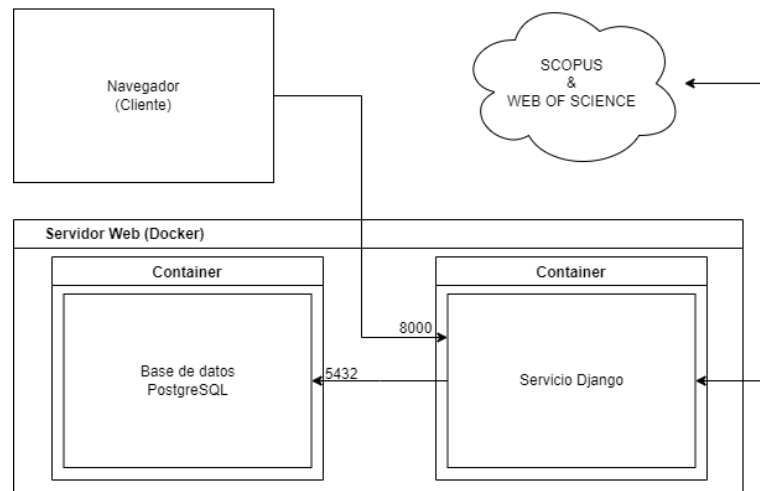 Navegador
(Cliente)
SCOPUS
&
WEB OF SCIENCE
Servidor Web (Docker)
Container
Container
8000
Base de datos
PostgreSQL
5432
Servicio Django